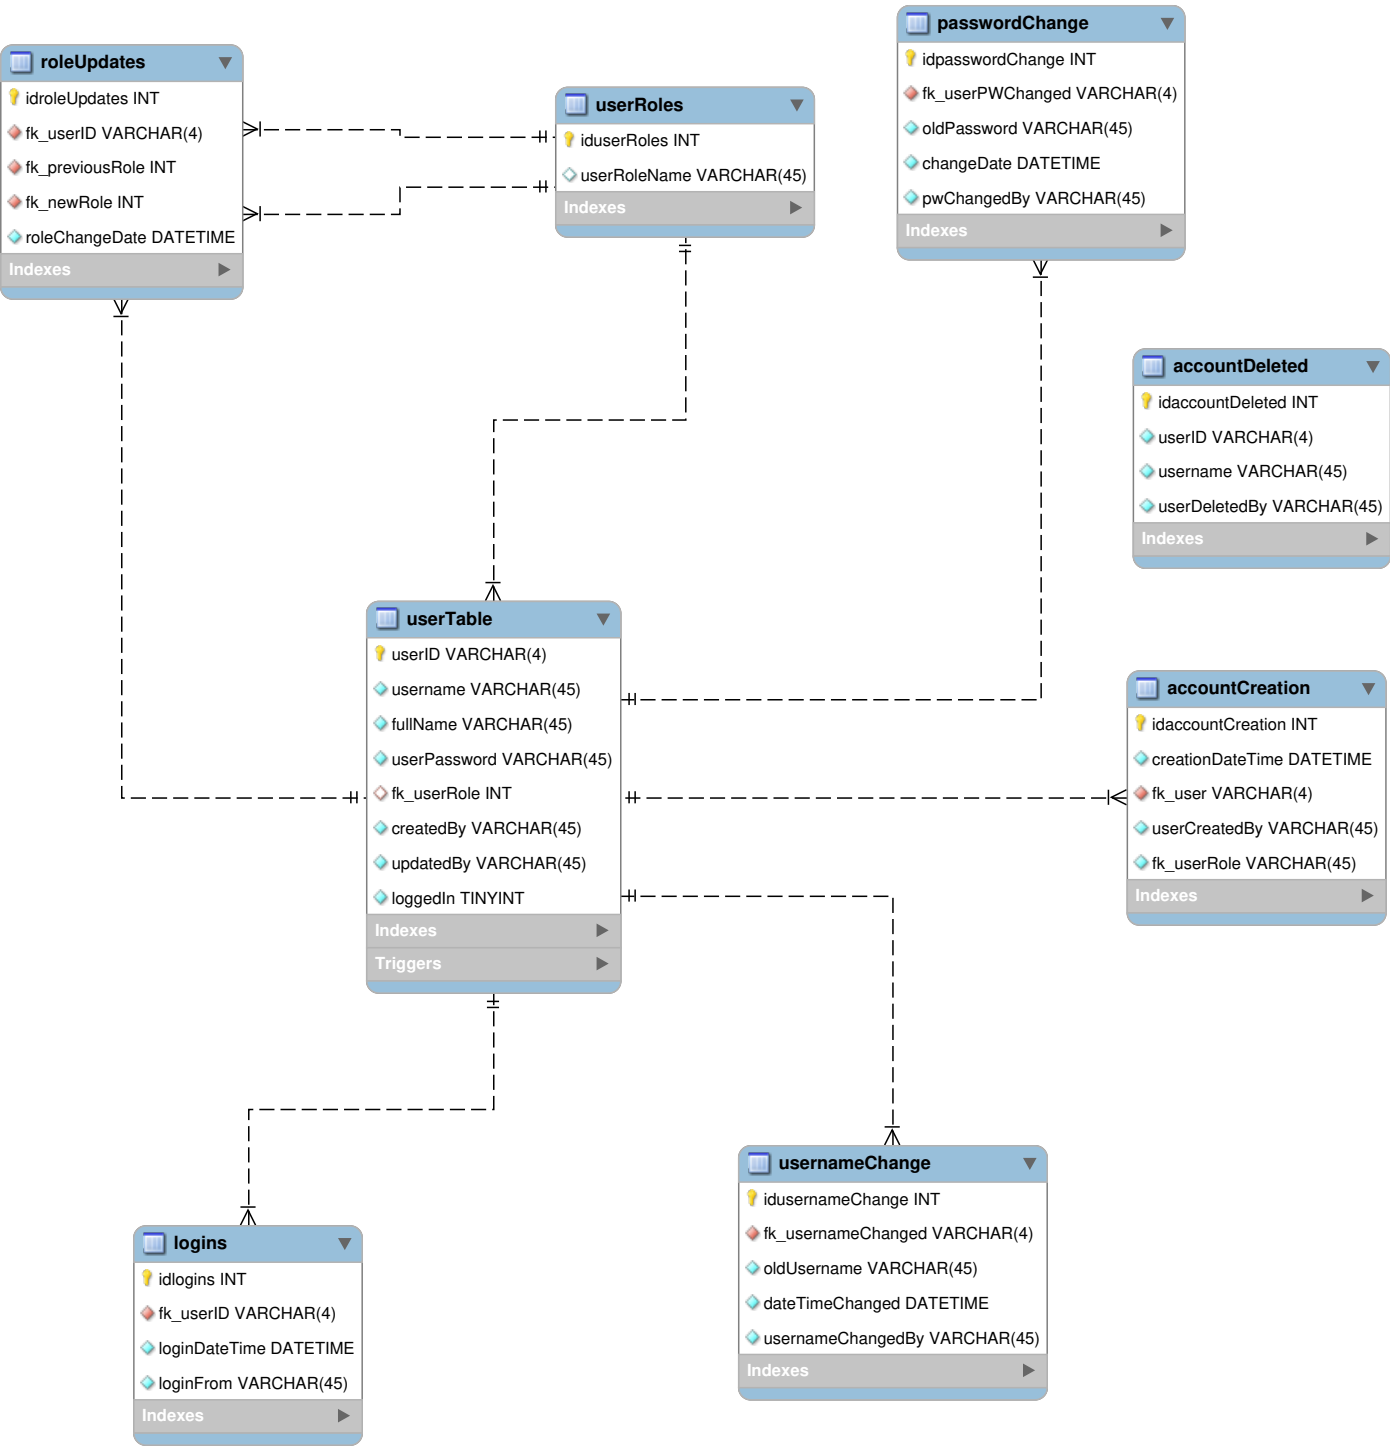 roleUpdates
idroleUpdates INT
fk_userID VARCHAR(4)
fk_previousRole INT
fk_newRole INT
roleChangeDate DATETIME
Indexes
userRoles
iduserRoles INT
userRoleName VARCHAR(45)
Indexes
passwordChange
idpasswordChange INT
fk_userPWChanged VARCHAR(4)
oldPassword VARCHAR(45)
changeDate DATETIME
pwChangedBy VARCHAR(45)
Indexes
accountDeleted
idaccountDeleted INT
userID VARCHAR(4)
username VARCHAR(45)
userDeletedBy VARCHAR(45)
Indexes
userTable
userID VARCHAR(4)
username VARCHAR(45)
fullName VARCHAR(45)
userPassword VARCHAR(45)
fk_userRole INT
createdBy VARCHAR(45)
updatedBy VARCHAR(45)
loggedIn TINYINT
Indexes
Triggers
accountCreation
idaccountCreation INT
creationDateTime DATETIME
fk_user VARCHAR(4)
userCreatedBy VARCHAR(45)
fk_userRole VARCHAR(45)
Indexes
logins
idlogins INT
fk_userID VARCHAR(4)
loginDateTime DATETIME
loginFrom VARCHAR(45)
Indexes
usernameChange
idusernameChange INT
fk_usernameChanged VARCHAR(4)
oldUsername VARCHAR(45)
dateTimeChanged DATETIME
usernameChangedBy VARCHAR(45)
Indexes